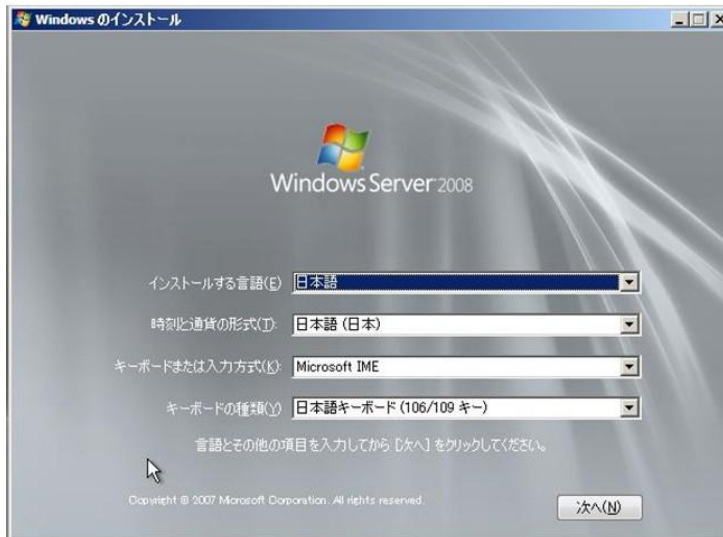 Windows のインストール
Windows Server 2008
インストールする言語(E) 日本語
時刻と通貨の形式(T): 日本語 (日本)
キーボードまたは入力方式(K): Microsoft IME
キーボードの種類(Y) 日本語キーボード (106/109 キー)
言語とその他の項目を入力してから [次へ] をクリックしてください。
Copyright © 2007 Microsoft Corporation. All rights reserved.
次へ(N)